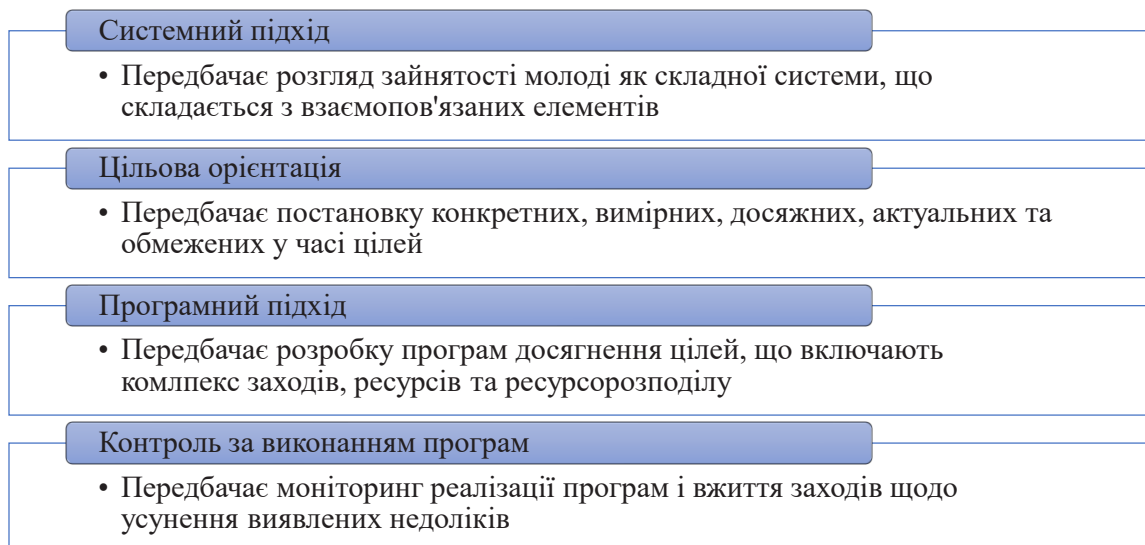 Системний підхід
• Передбачає розгляд зайнятості молоді як складної системи, що
складається з взаємопов'язаних елементів
Цільова орієнтація
• Передбачає постановку конкретних, вимірних, досяжних, актуальних та
обмежених у часі цілей
Програмний підхід
• Передбачає розробку програм досягнення цілей, що включають
комлпекс заходів, ресурсів та ресурсорозподілу
Контроль за виконанням програм
• Передбачає моніторинг реалізації програм і вжиття заходів щодо
усунення виявлених недоліків